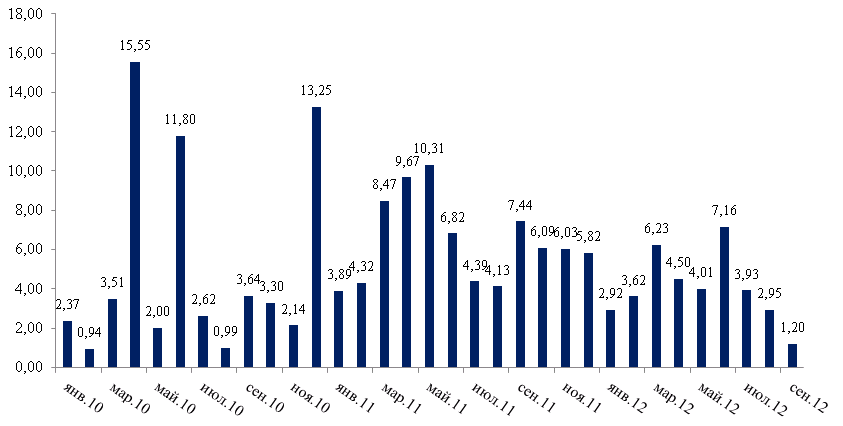 18,00
16,00
14,00
12,00
10,00
8,00
6,00
4,00
2,00
0,00
2,37
0,94
3,51
15,55
2,00
11,80
2,62
0,99
3,64
3,30
2,14
13,25
3,89
4,32
8,47
9,67
10,31
6,82
4,39
4,13
7,44
6,09
6,03
5,82
2,92
3,62
6,23
4,50
4,01
7,16
3,93
2,95
1,20
янв.10
мар.10
май.10
июл.10
сен.10
ноя.10
янв.11
мар.11
май.11
июл.11
сен.11
ноя.11
янв.12
мар.12
май.12
июл.12
сен.12